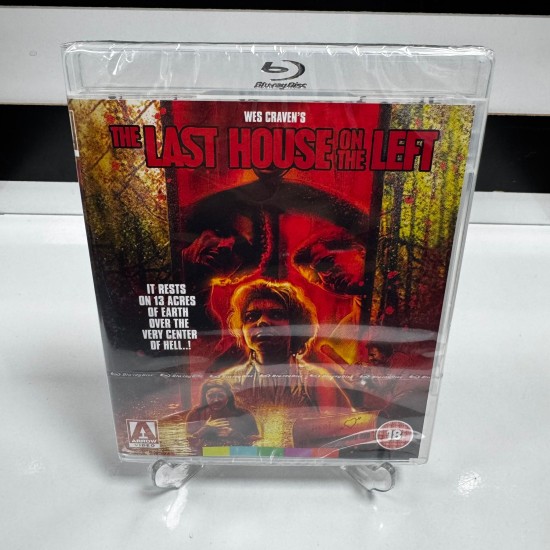 Blu-ray Disc
WES CRAVEN'S
THE LAST HOUSE ON THE LEFT
IT RESTS
ON 13 ACRES
OF EARTH
OVER THE
VERY CENTER
OF HELL..!
ARROW
VIDEO
18